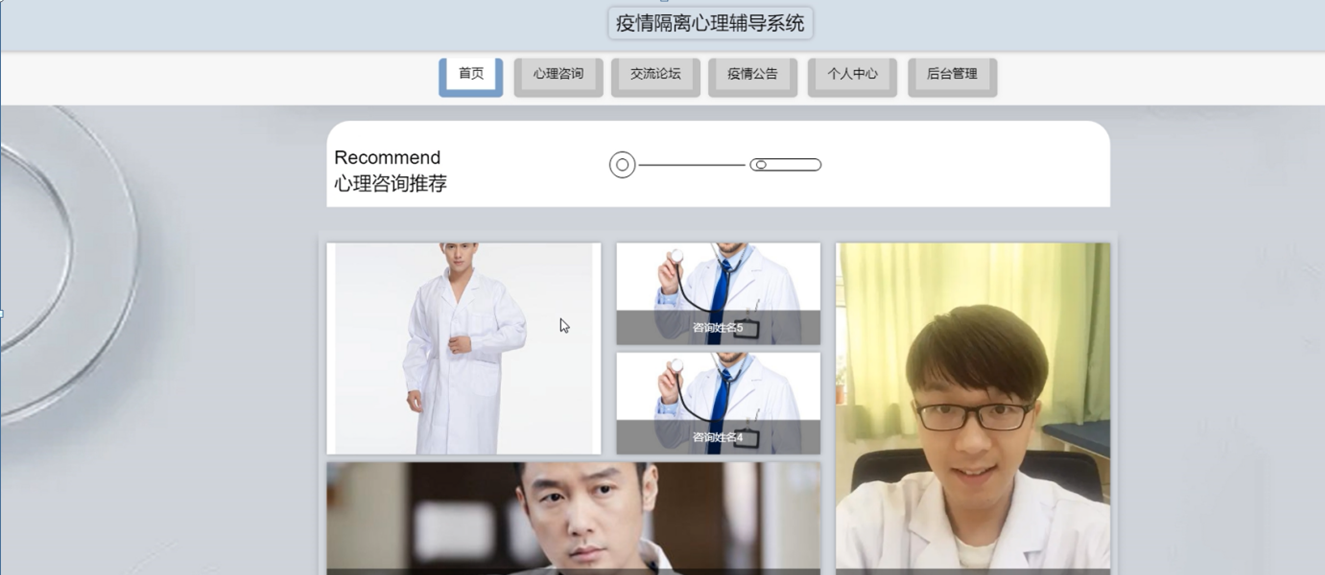 疫情隔离心理辅导系统
首页
心理咨询
交流论坛
疫情公告
个人中心
后台管理
Recommend
心理咨询推荐
咨询姓名5
咨询姓名4